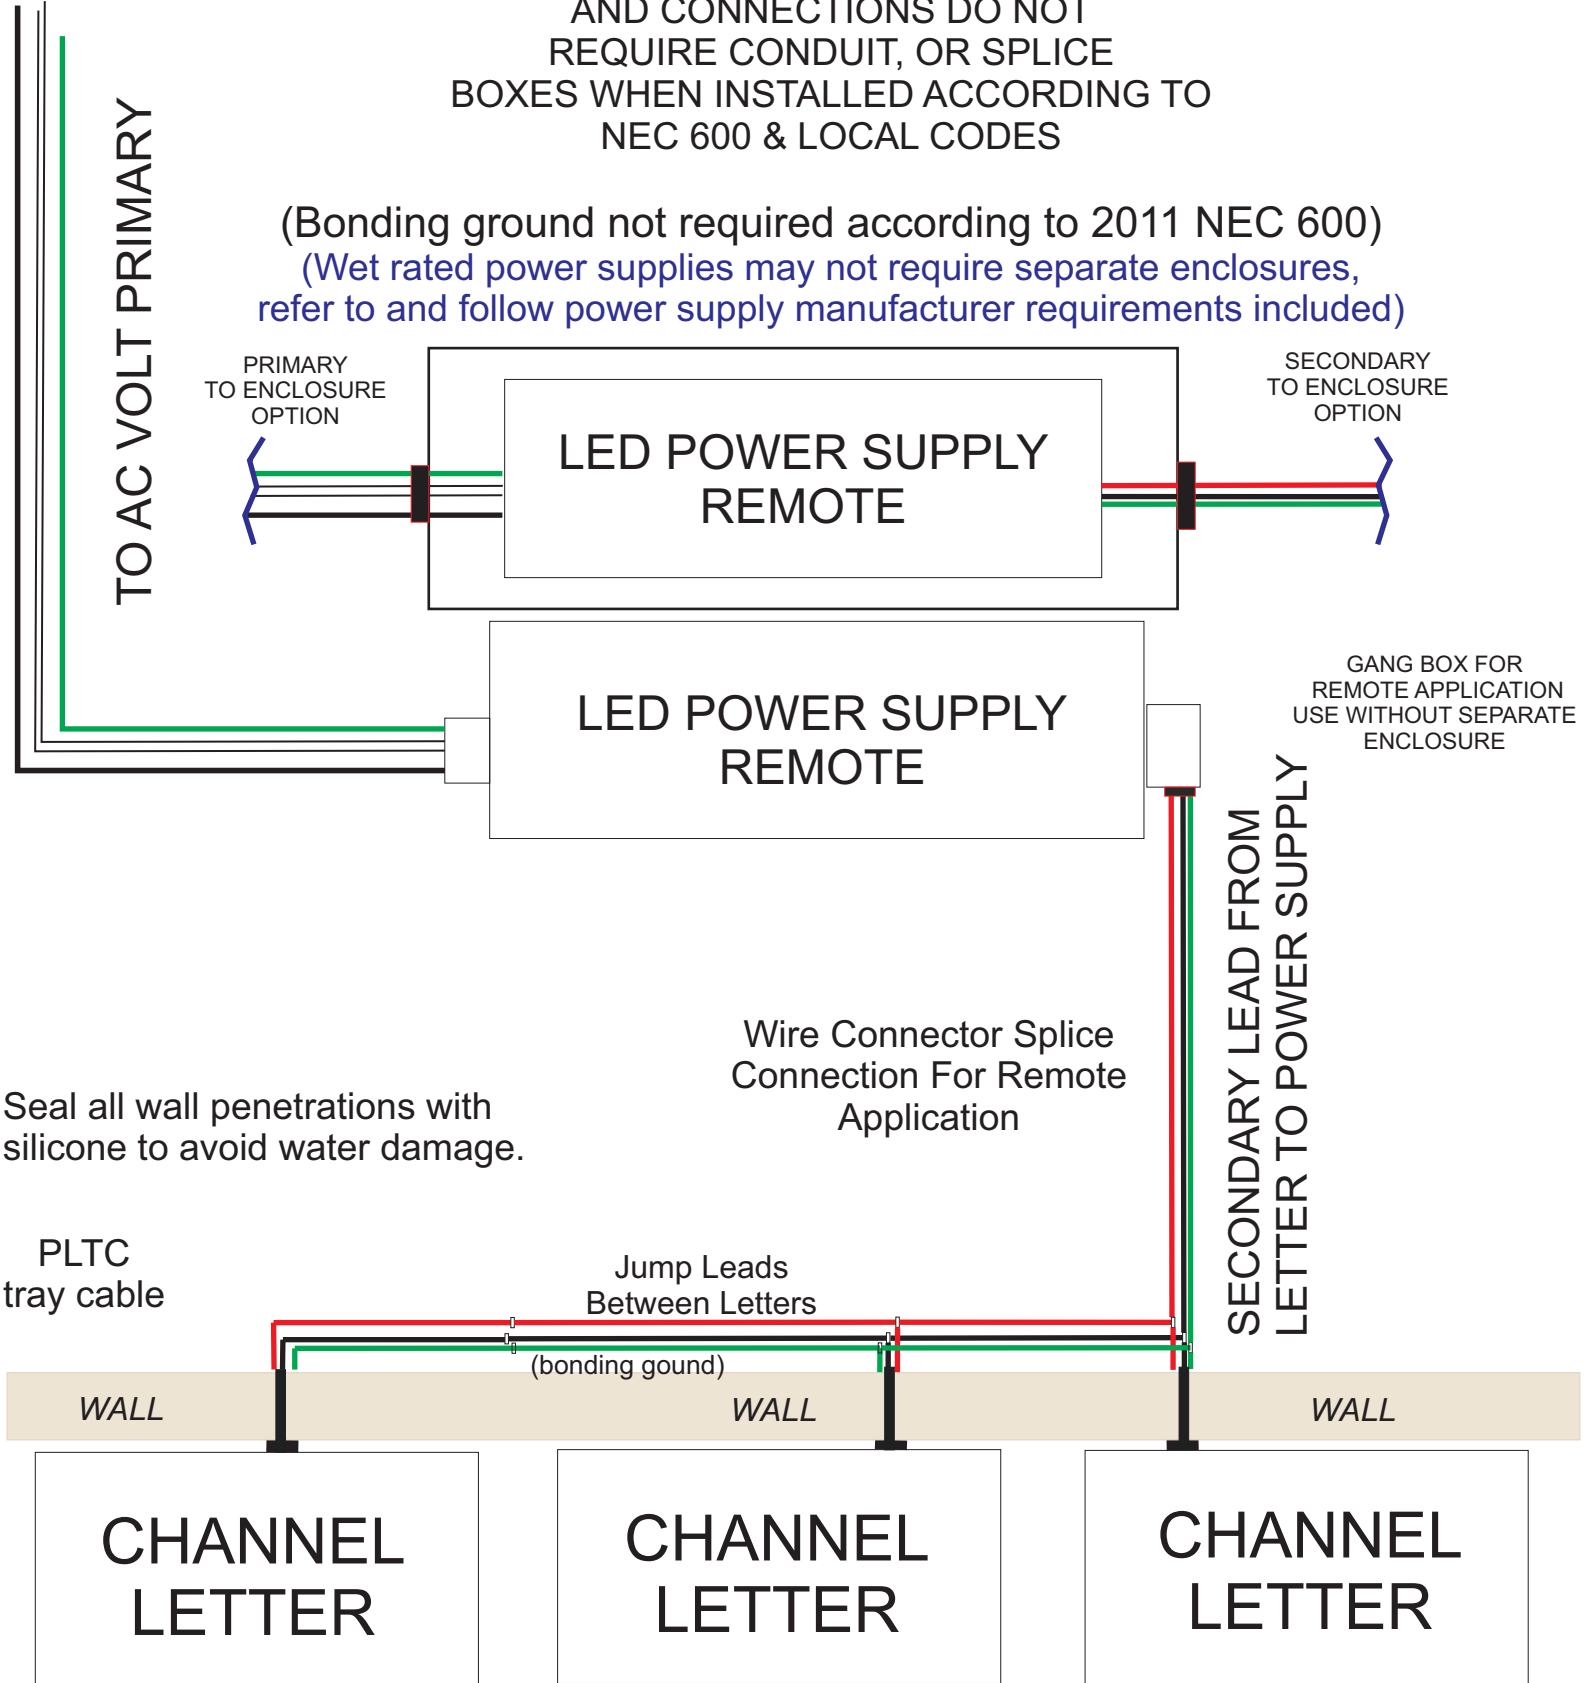 AND CONNECTIONS DO NOT
REQUIRE CONDUIT, OR SPLICE
BOXES WHEN INSTALLED ACCORDING TO
NEC 600 & LOCAL CODES
TO AC VOLT PRIMARY
(Bonding ground not required according to 2011 NEC 600)
(Wet rated power supplies may not require separate enclosures,
refer to and follow power supply manufacturer requirements included)
PRIMARY
TO ENCLOSURE
OPTION
SECONDARY
TO ENCLOSURE
OPTION
LED POWER SUPPLY
REMOTE
LED POWER SUPPLY
REMOTE
GANG BOX FOR
REMOTE APPLICATION
USE WITHOUT SEPARATE
ENCLOSURE
SECONDARY LEAD FROM
LETTER TO POWER SUPPLY
Wire Connector Splice
Connection For Remote
Application
Seal all wall penetrations with
silicone to avoid water damage.
PLTC
tray cable
Jump Leads
Between Letters
(bonding gound)
WALL
WALL
WALL
CHANNEL
LETTER
CHANNEL
LETTER
CHANNEL
LETTER